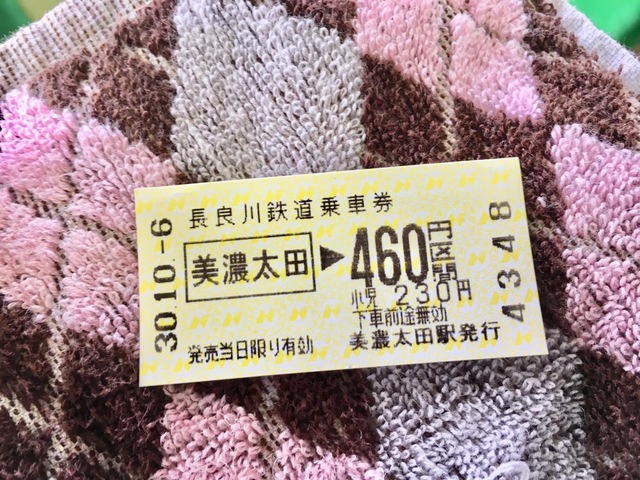 長良川鉄道乗車券
30.10.-6
美濃太田
▶460円区間
小児 230円
下車前途無効
発売当日限り有効
美濃太田駅発行
4348